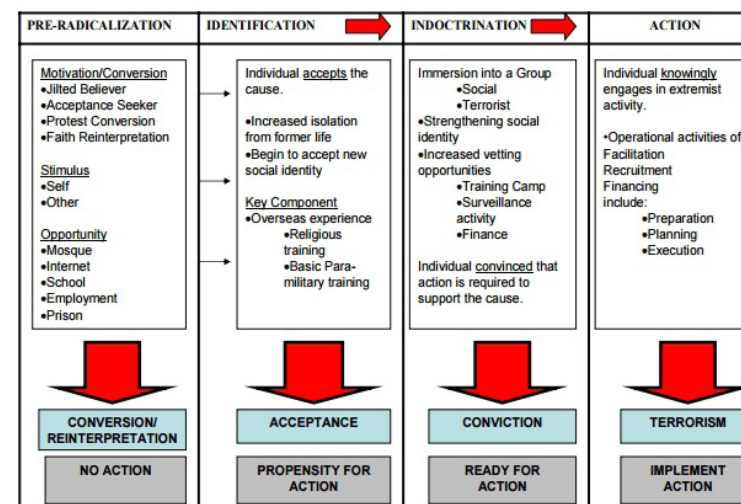 PRE-RADICALIZATION
Motivation/Conversion
•Jilted Believer
•Acceptance Seeker
•Protest Conversion
•Faith Reinterpretation
Stimulus
•Self
•Other
Opportunity
•Mosque
•Internet
•School
•Employment
•Prison
CONVERSION/
REINTERPRETATION
NO ACTION
IDENTIFICATION
Individual accepts the
cause.
•Increased isolation
from former life
•Begin to accept new
social identity
Key Component
•Overseas experience
•Religious
training
•Basic Para-
military training
ACCEPTANCE
PROPENSITY FOR
ACTION
INDOCTRINATION
Immersion into a Group
•Social
•Terrorist
•Strengthening social
identity
•Increased vetting
opportunities
•Training Camp
•Surveillance
activity
•Finance
Individual convinced that
action is required to
support the cause.
CONVICTION
READY FOR
ACTION
ACTION
Individual knowingly
engages in extremist
activity.
•Operational activities of
Facilitation
Recruitment
Financing
include:
•Preparation
•Planning
•Execution
TERRORISM
IMPLEMENT
ACTION